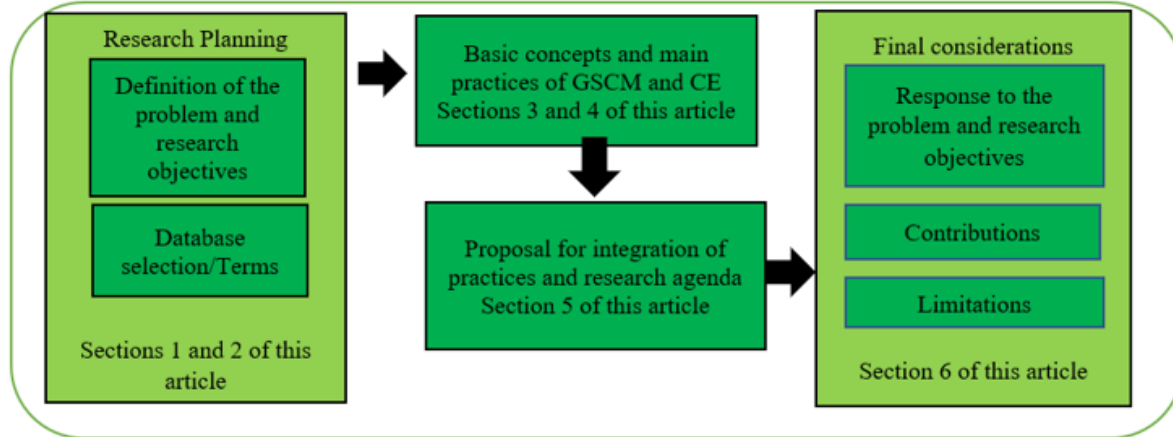 Research Planning
Definition of the
problem and
research
objectives
Database
selection/Terms
Sections 1 and 2 of this
article
Basic concepts and main
practices of GSCM and CE
Sections 3 and 4 of this article
Proposal for integration of
practices and research agenda
Section 5 of this article
Final considerations
Response to the
problem and research
objectives
Contributions
Limitations
Section 6 of this article